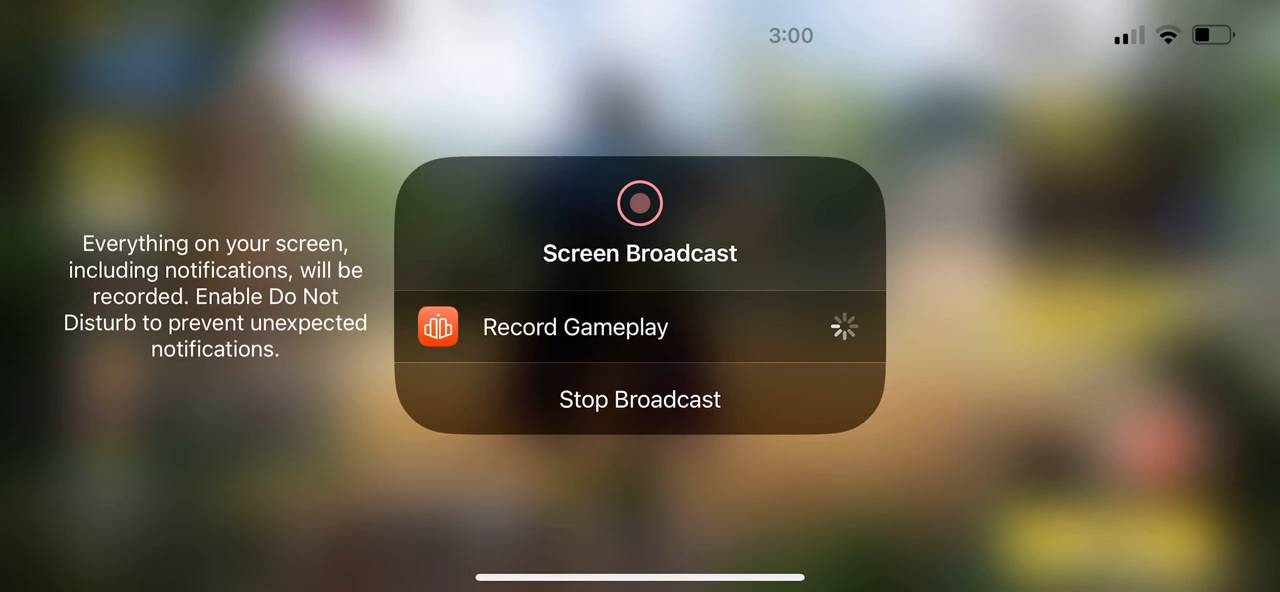 3:00
Everything on your screen,
including notifications, will be
recorded. Enable Do Not
Disturb to prevent unexpected
notifications.
Screen Broadcast
Record Gameplay
Stop Broadcast